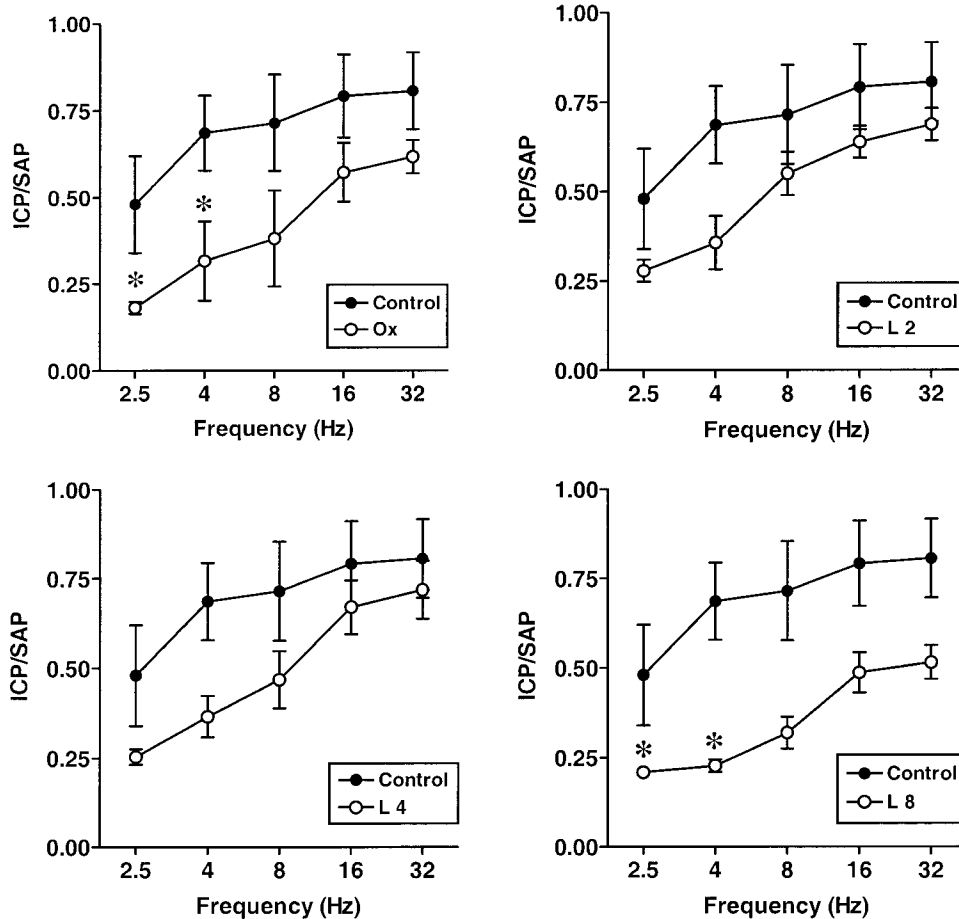 1.00
0.75
0.50
0.25
0.00
ICP/SAP
*
*
Control
Ox
2.5 4 8 16 32
Frequency (Hz)
1.00
0.75
0.50
0.25
0.00
ICP/SAP
Control
L 2
2.5 4 8 16 32
Frequency (Hz)
1.00
0.75
0.50
0.25
0.00
ICP/SAP
Control
L 4
2.5 4 8 16 32
Frequency (Hz)
1.00
0.75
0.50
0.25
0.00
ICP/SAP
* *
Control
L 8
2.5 4 8 16 32
Frequency (Hz)